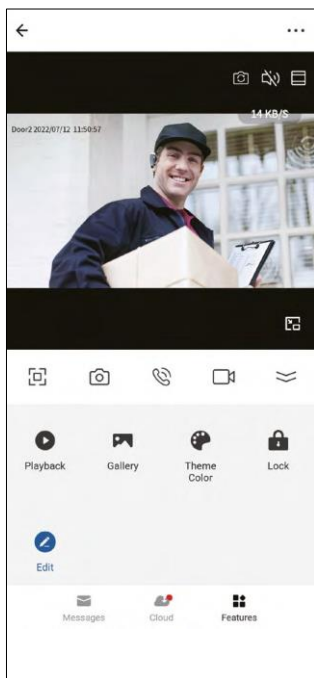 14 KB/S
Door2 2022/07/12 11:50:57
Playback
Gallery
Theme
Color
Lock
Edit
Messages
Cloud
Features